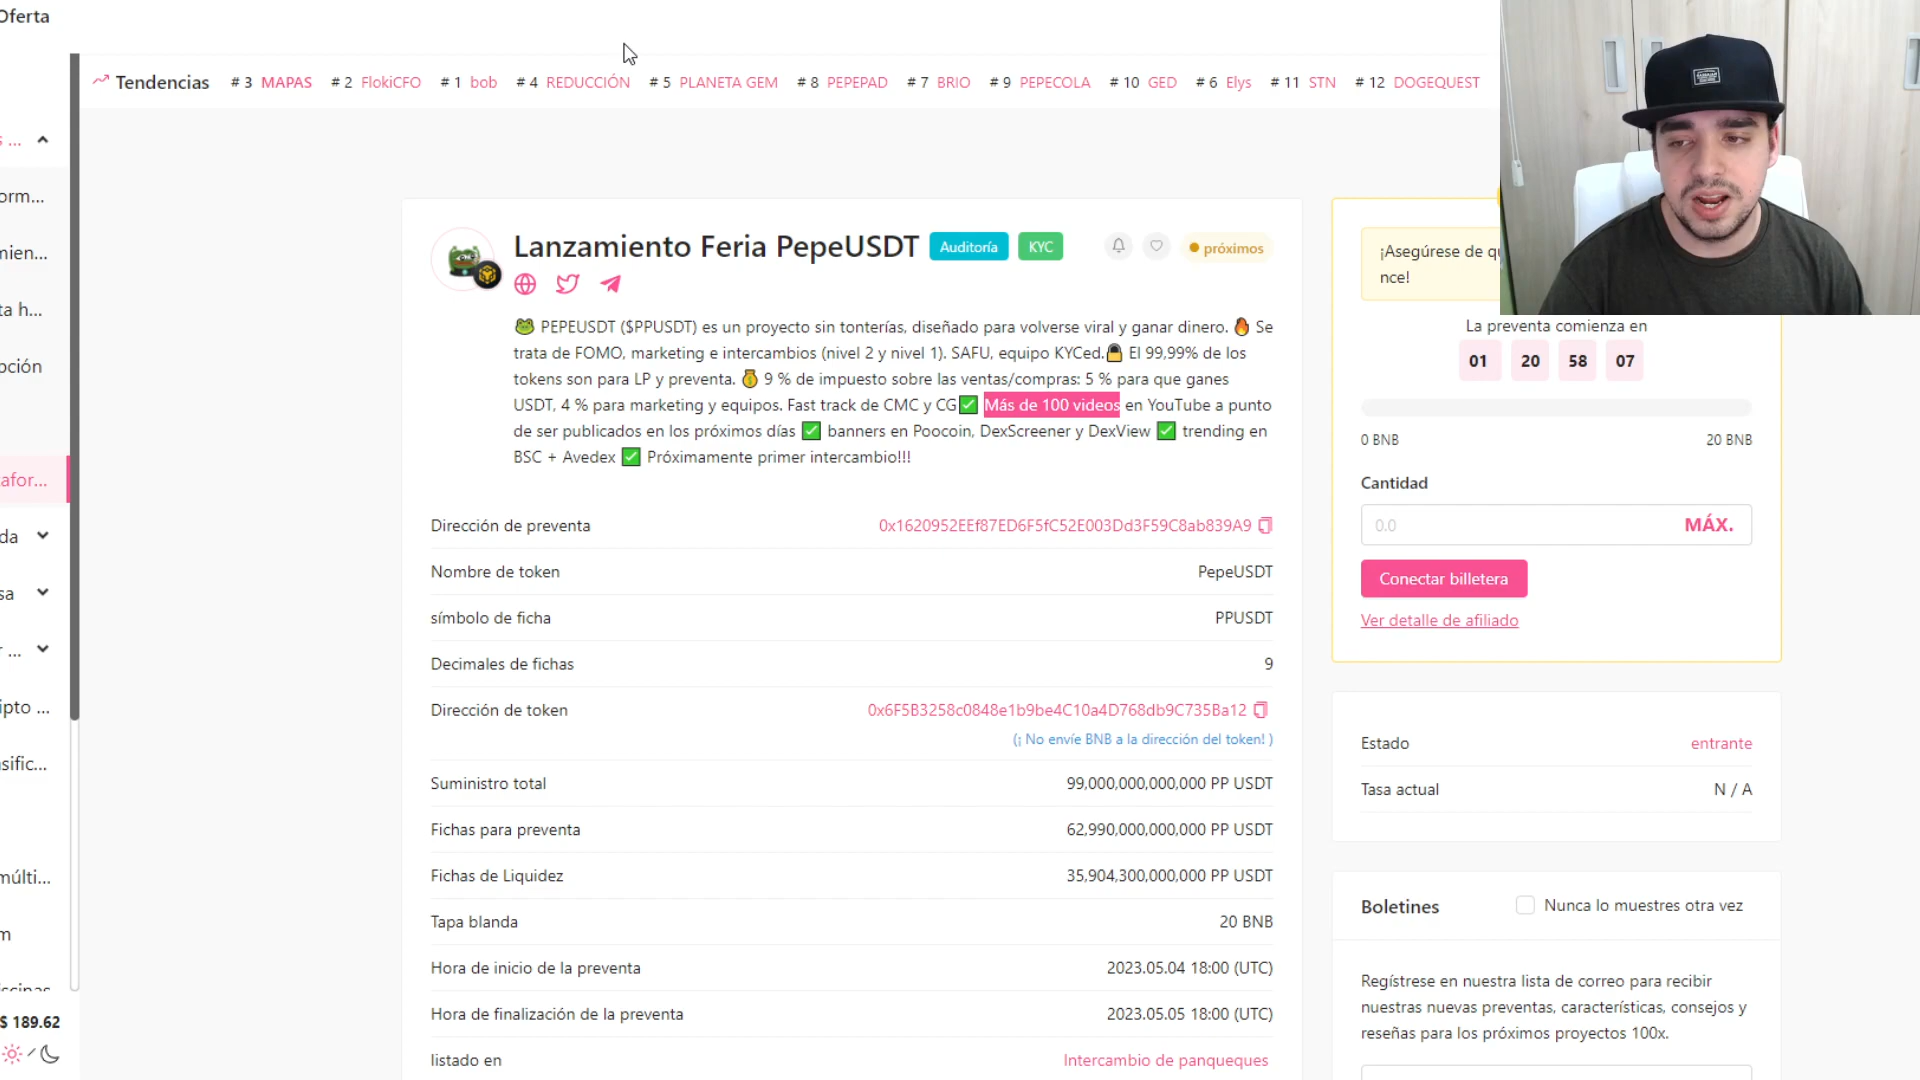 Oferta
Tendencias # 3 MAPAS # 2 FlokiCFO # 1 bob # 4 REDUCCIÓN # 5 PLANETA GEM # 8 PEPEPAD # 7 BRIO # 9 PEPECOLA # 10 GED # 6 Elys # 11 STN # 12 DOGEQUEST
s ...
orm...
mien...
ta h...
pción
afor...
da
sa
r ...
ipto ...
asific...
múlti...
m
iscinas
$ 189.62
Lanzamiento Feria PepeUSDT Auditoría KYC próximos
🐸 PEPEUSDT ($PPUSDT) es un proyecto sin tonterías, diseñado para volverse viral y ganar dinero. 🔥 Se
trata de FOMO, marketing e intercambios (nivel 2 y nivel 1). SAFU, equipo KYCed.🔒 El 99,99% de los
tokens son para LP y preventa. 💰 9 % de impuesto sobre las ventas/compras: 5 % para que ganes
USDT, 4 % para marketing y equipos. Fast track de CMC y CG✅ Más de 100 videos en YouTube a punto
de ser publicados en los próximos días ✅ banners en Poocoin, DexScreener y DexView ✅ trending en
BSC + Avedex ✅ Próximamente primer intercambio!!!
Dirección de preventa 0x1620952EEf87ED6F5fC52E003Dd3F59C8ab839A9
Nombre de token PepeUSDT
símbolo de ficha PPUSDT
Decimales de fichas 9
Dirección de token 0x6F5B3258c0848e1b9be4C10a4D768db9C735Ba12
(¡ No envíe BNB a la dirección del token! )
Suministro total 99,000,000,000,000 PP USDT
Fichas para preventa 62,990,000,000,000 PP USDT
Fichas de Liquidez 35,904,300,000,000 PP USDT
Tapa blanda 20 BNB
Hora de inicio de la preventa 2023.05.04 18:00 (UTC)
Hora de finalización de la preventa 2023.05.05 18:00 (UTC)
listado en Intercambio de panqueques
¡Asegúrese de qu
nce!
La preventa comienza en
01 20 58 07
0 BNB 20 BNB
Cantidad
0.0 MÁX.
Conectar billetera
Ver detalle de afiliado
Estado entrante
Tasa actual N / A
Boletines Nunca lo muestres otra vez
Regístrese en nuestra lista de correo para recibir
nuestras nuevas preventas, características, consejos y
reseñas para los próximos proyectos 100x.